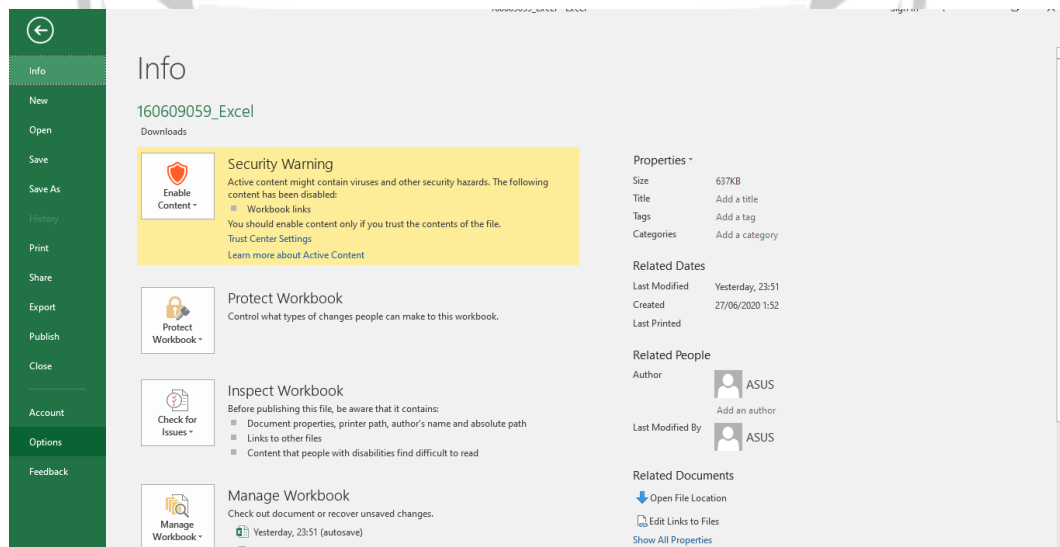 160609059_Excel - Excel
Sign in
Info
New
Open
Save
Save As
History
Print
Share
Export
Publish
Close
Account
Options
Feedback
Info
160609059_Excel
Downloads
Enable
Content
Security Warning
Active content might contain viruses and other security hazards. The following
content has been disabled:
Workbook links
You should enable content only if you trust the contents of the file.
Trust Center Settings
Learn more about Active Content
Protect
Workbook
Protect Workbook
Control what types of changes people can make to this workbook.
Check for
Issues
Inspect Workbook
Before publishing this file, be aware that it contains:
Document properties, printer path, author's name and absolute path
Links to other files
Content that people with disabilities find difficult to read
Manage
Workbook
Manage Workbook
Check out document or recover unsaved changes.
Yesterday, 23:51 (autosave)
Properties
Size 637KB
Title Add a title
Tags Add a tag
Categories Add a category
Related Dates
Last Modified Yesterday, 23:51
Created 27/06/2020 1:52
Last Printed
Related People
Author ASUS
Add an author
Last Modified By ASUS
Related Documents
Open File Location
Edit Links to Files
Show All Properties